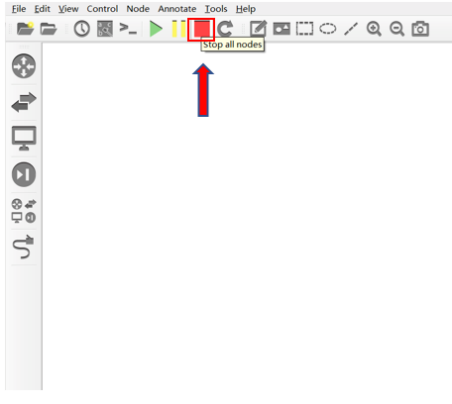 File Edit View Control Node Annotate Tools Help
Stop all nodes